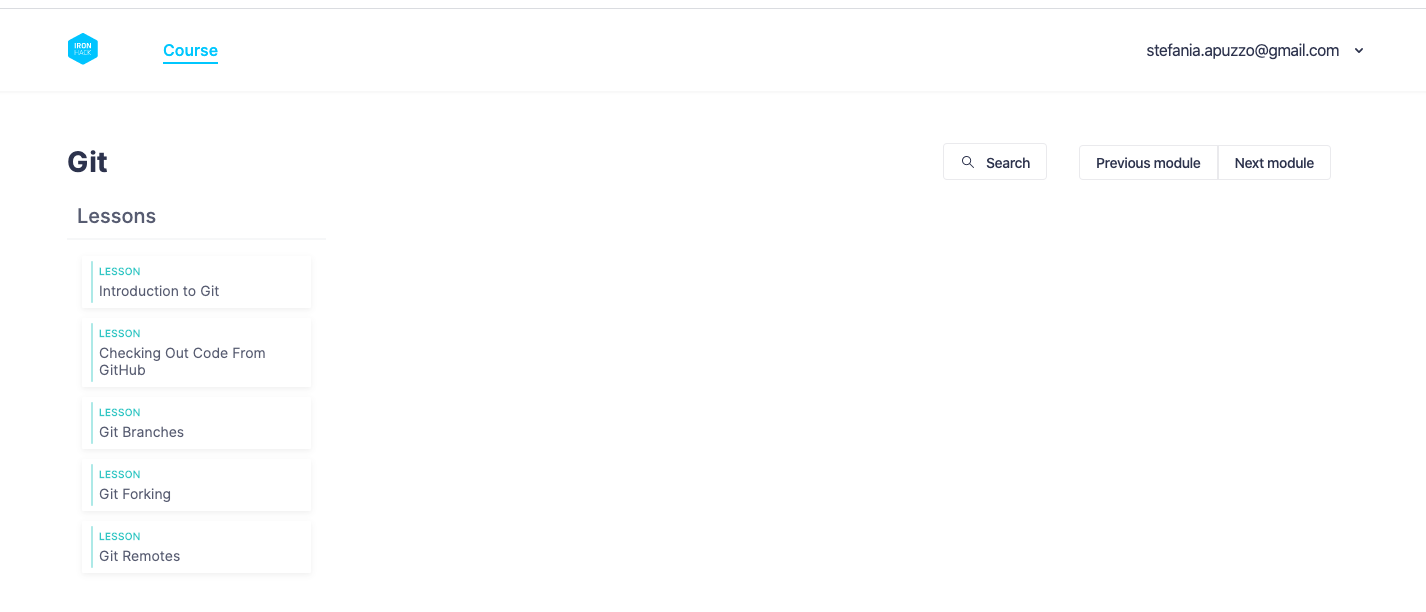 IRON
HACK
Course
stefania.apuzzo@gmail.com
Git
Search
Previous module
Next module
Lessons
LESSON
Introduction to Git
LESSON
Checking Out Code From
GitHub
LESSON
Git Branches
LESSON
Git Forking
LESSON
Git Remotes